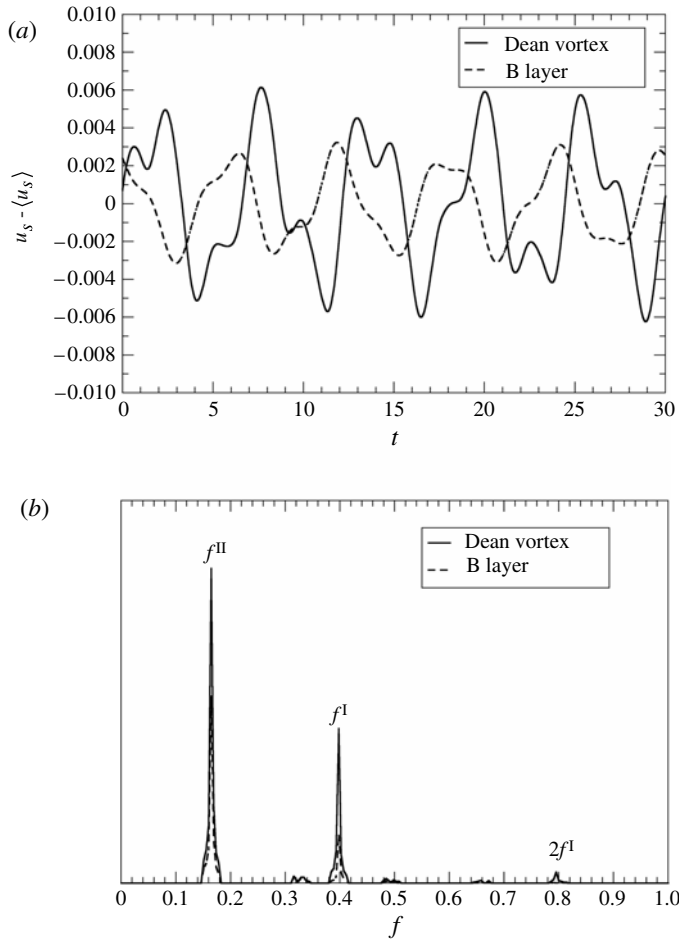 (a)
0.010
0.008
0.006
0.004
0.002
0
−0.002
−0.004
−0.006
−0.008
−0.010
u_s - ⟨u_s⟩
Dean vortex
B layer
0 5 10 15 20 25 30
t
(b)
Dean vortex
B layer
f^II
f^I
2f^I
0 0.1 0.2 0.3 0.4 0.5 0.6 0.7 0.8 0.9 1.0
f